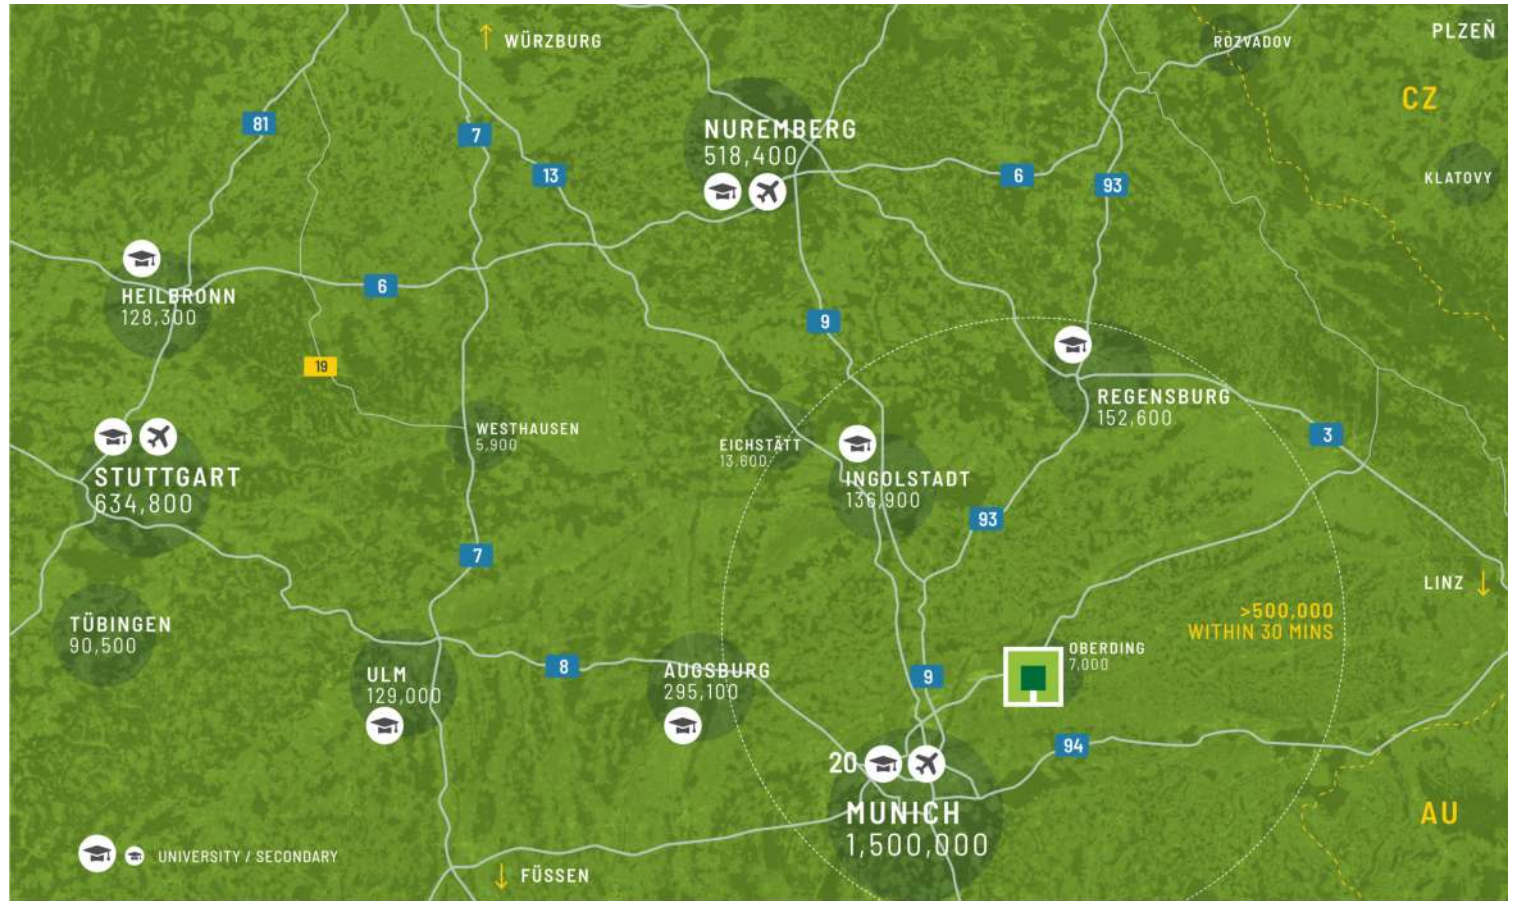 WÜRZBURG
ROZVADOV
PLZEŇ
CZ
81
7
13
NUREMBERG
518,400
6
93
KLATOVY
HEILBRONN
128,300
6
9
19
REGENSBURG
152,600
3
STUTTGART
634,800
WESTHAUSEN
5,900
EICHSTÄTT
13,600
INGOLSTADT
136,900
93
7
LINZ
TÜBINGEN
90,500
>500,000
WITHIN 30 MINS
OBERDING
7,000
ULM
129,000
8
AUGSBURG
295,100
9
94
20
MUNICH
1,500,000
AU
UNIVERSITY / SECONDARY
FÜSSEN